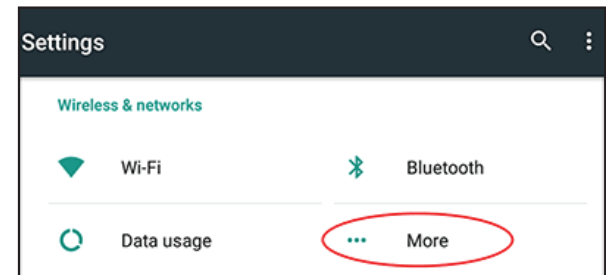 Settings
Wireless & networks
Wi-Fi
Bluetooth
Data usage
More